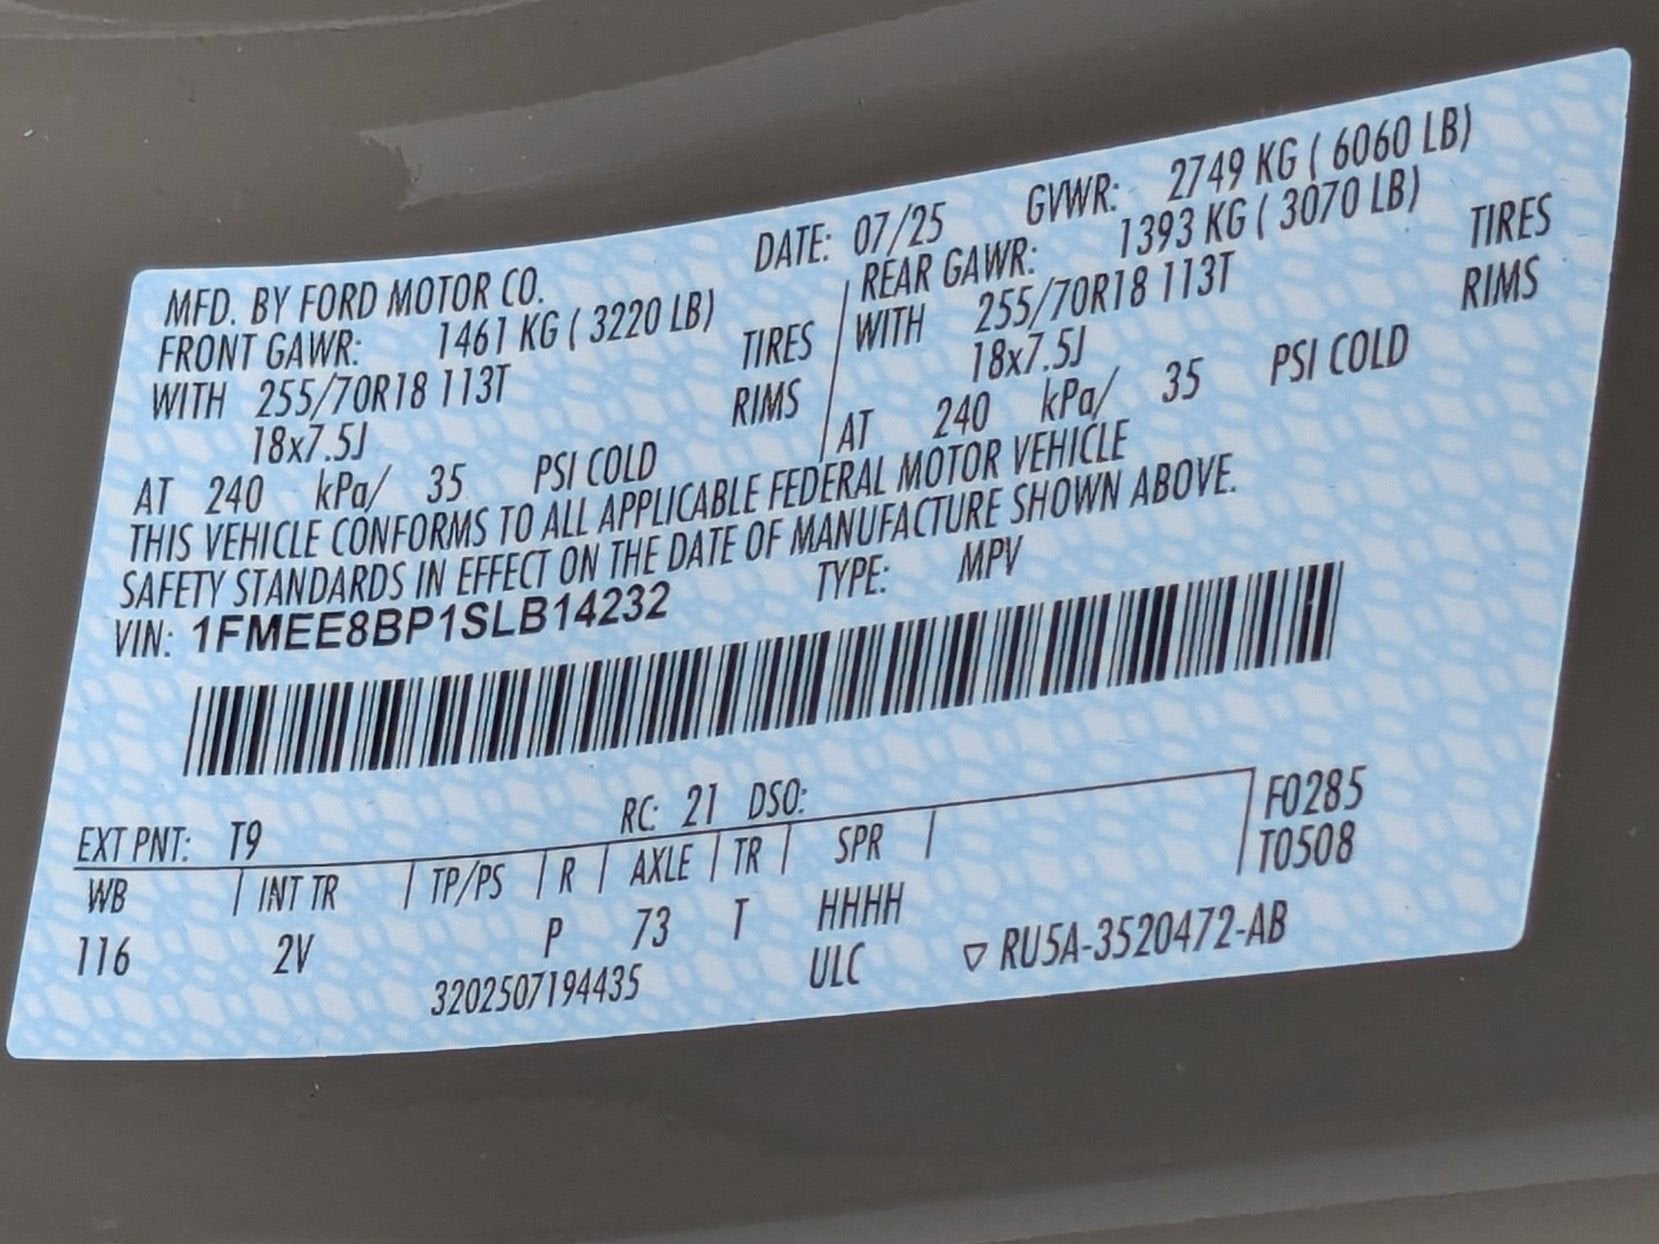 MFD. BY FORD MOTOR CO. DATE: 07/25 GVWR: 2749 KG ( 6060 LB)
FRONT GAWR: 1461 KG ( 3220 LB) REAR GAWR: 1393 KG ( 3070 LB)
WITH 255/70R18 113T TIRES WITH 255/70R18 113T TIRES
18x7.5J RIMS 18x7.5J RIMS
AT 240 kPa/ 35 PSI COLD AT 240 kPa/ 35 PSI COLD
THIS VEHICLE CONFORMS TO ALL APPLICABLE FEDERAL MOTOR VEHICLE
SAFETY STANDARDS IN EFFECT ON THE DATE OF MANUFACTURE SHOWN ABOVE.
VIN: 1FMEE8BP1SLB14232 TYPE: MPV
EXT PNT: T9 RC: 21 DSO: F0285
WB | INT TR | TP/PS | R | AXLE | TR | SPR | T0508
116 2V P 73 T HHHH
3202507194435 ULC ▽ RU5A-3520472-AB